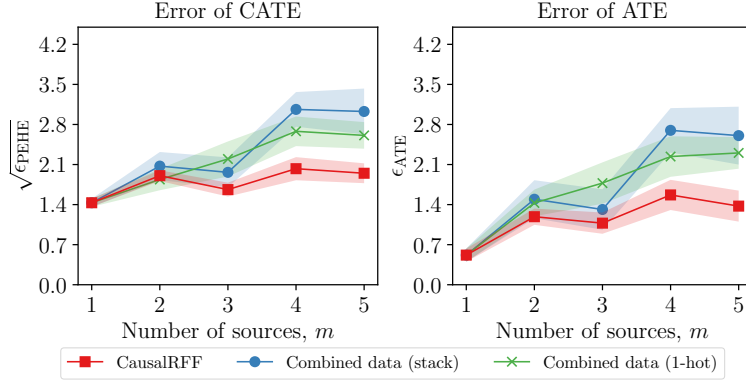 Error of CATE
Error of ATE
4.2
3.5
2.8
2.1
1.4
0.7
0.0
√ϵPEHE
1 2 3 4 5
Number of sources, m
4.2
3.5
2.8
2.1
1.4
0.7
0.0
ϵATE
1 2 3 4 5
Number of sources, m
CausalRFF
Combined data (stack)
Combined data (1-hot)